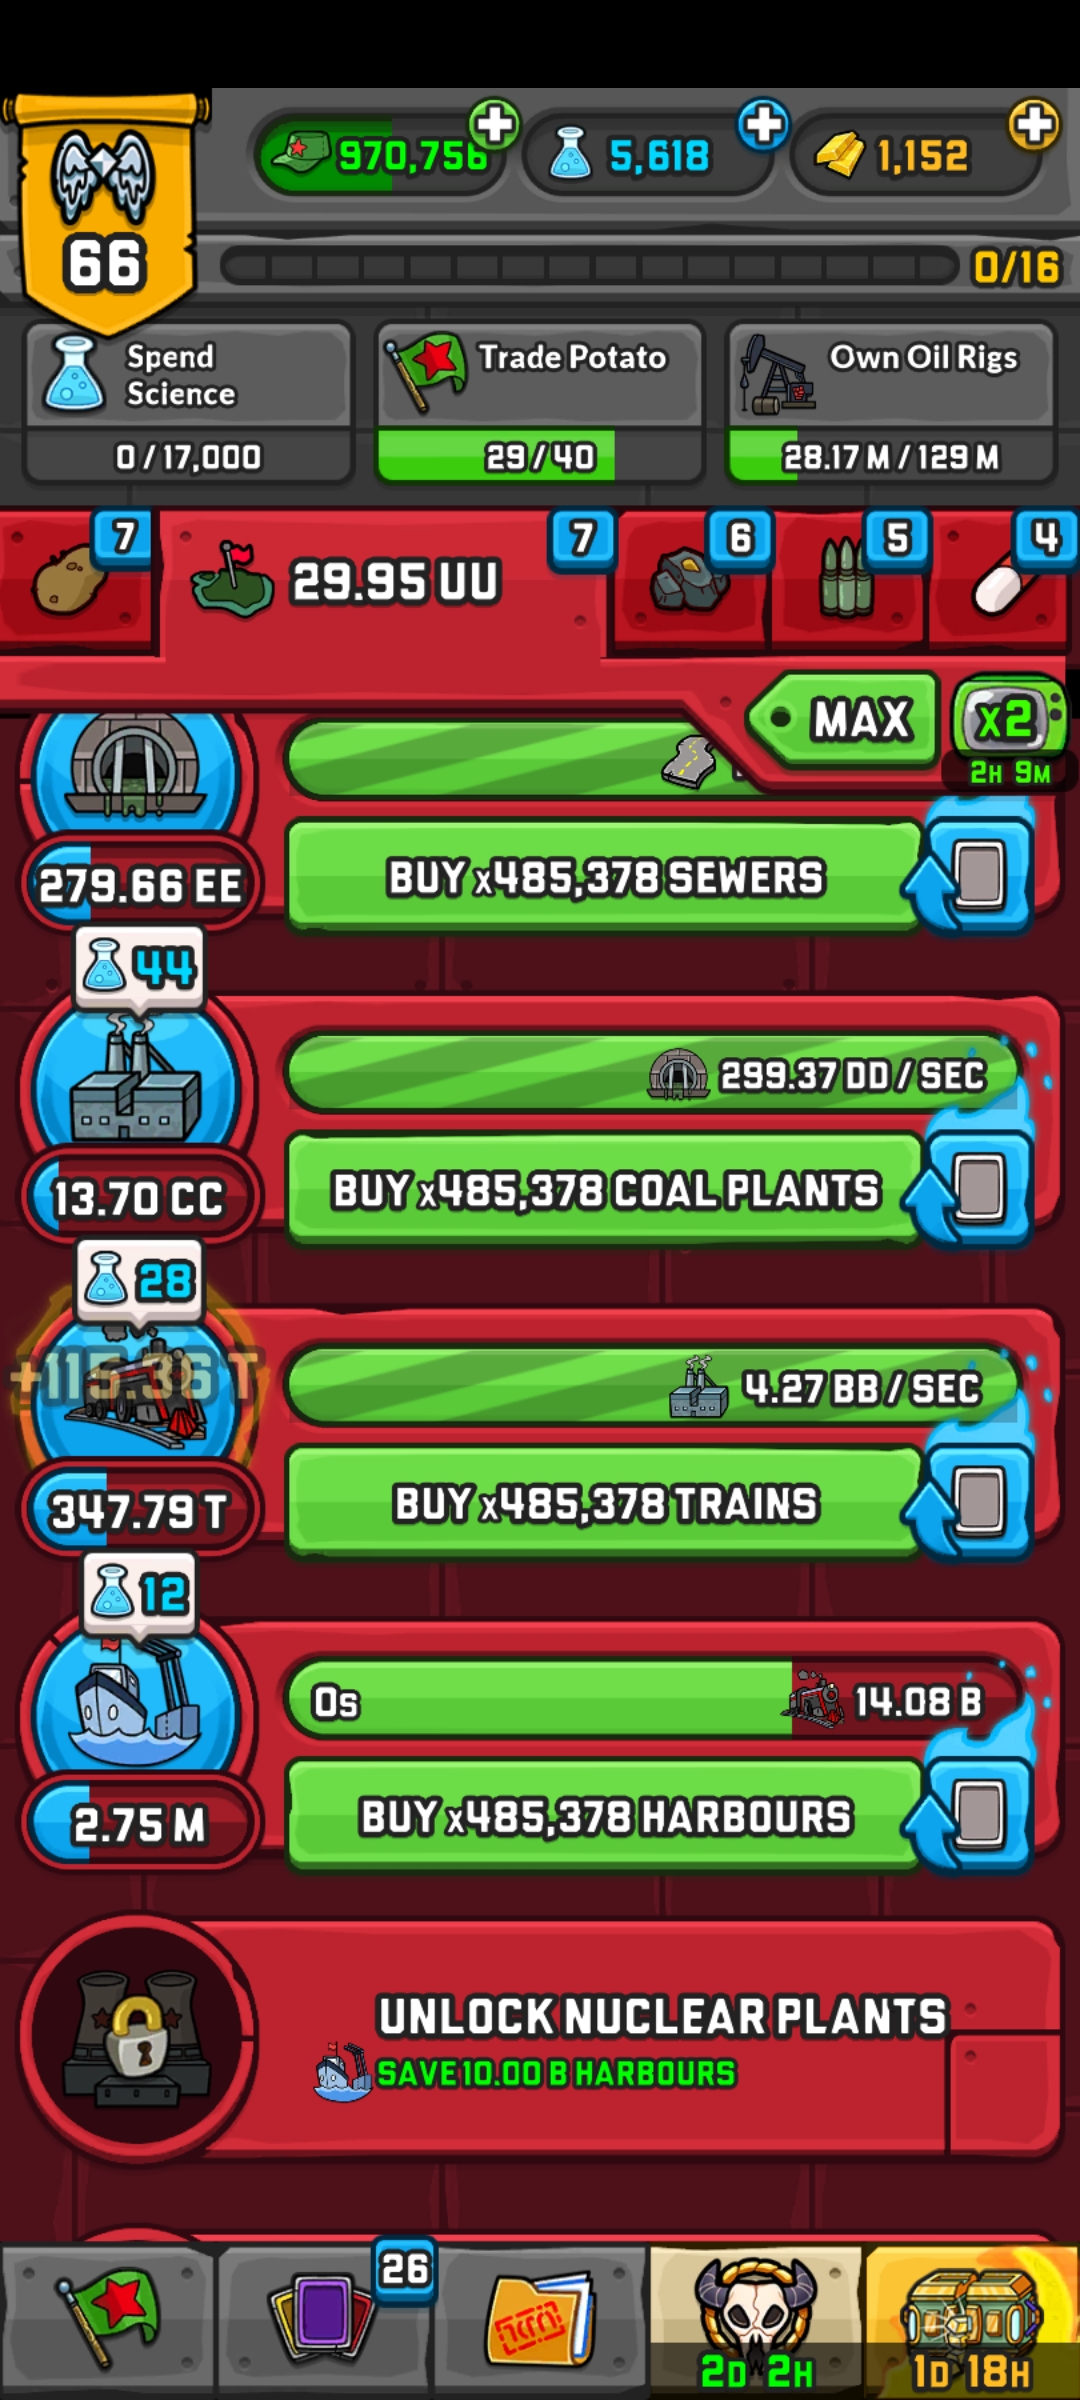 970,756
5,618
1,152
66
0/16
Spend
Science
Trade Potato
Own Oil Rigs
0 / 17,000
29 / 40
28.17 M / 129 M
7
29.95 UU
7
6
5
4
MAX
x2
2H 9M
279.66 EE
BUY x485,378 SEWERS
44
299.37 DD / SEC
13.70 CC
BUY x485,378 COAL PLANTS
28
+115.36 T
4.27 BB / SEC
347.79 T
BUY x485,378 TRAINS
12
0s
14.08 B
2.75 M
BUY x485,378 HARBOURS
UNLOCK NUCLEAR PLANTS
SAVE 10.00 B HARBOURS
26
2D 2H
1D 18H